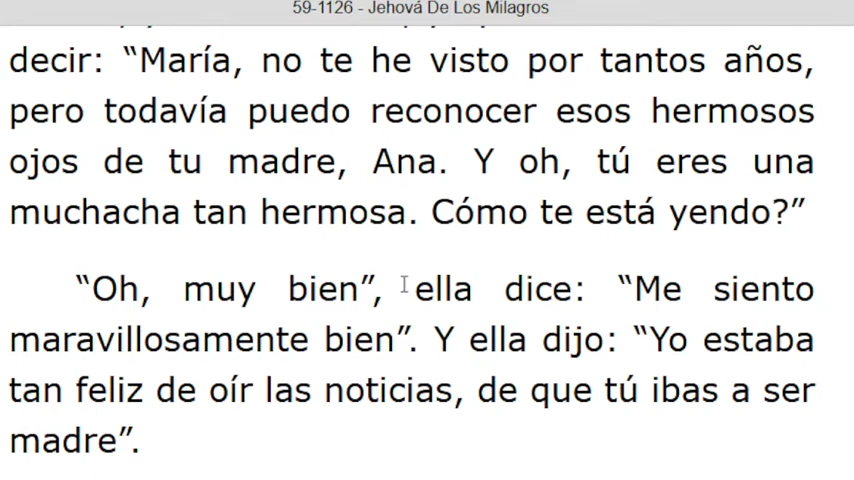 59-1126 - Jehová De Los Milagros
decir: “María, no te he visto por tantos años,
pero todavía puedo reconocer esos hermosos
ojos de tu madre, Ana. Y oh, tú eres una
muchacha tan hermosa. Cómo te está yendo?”
“Oh, muy bien”, ella dice: “Me siento
maravillosamente bien”. Y ella dijo: “Yo estaba
tan feliz de oír las noticias, de que tú ibas a ser
madre”.